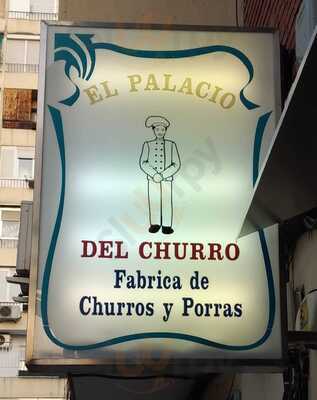 EL PALACIO
DEL CHURRO
Fabrica de
Churros y Porras